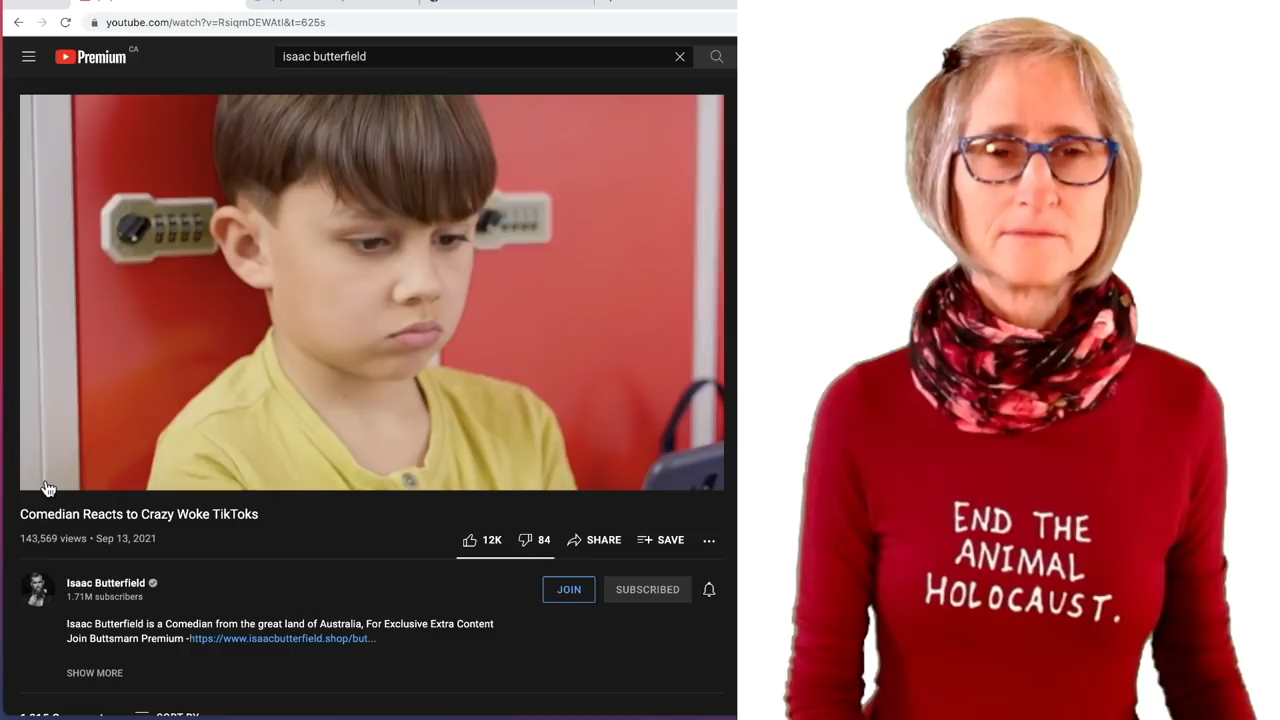 youtube.com/watch?v=RsiqmDEWAtI&t=625s
Premium CA
isaac butterfield
Comedian Reacts to Crazy Woke TikToks
143,569 views • Sep 13, 2021
12K 84 SHARE SAVE
Isaac Butterfield
1.71M subscribers
JOIN SUBSCRIBED
Isaac Butterfield is a Comedian from the great land of Australia, For Exclusive Extra Content
Join Buttsmarn Premium -https://www.isaacbutterfield.shop/but...
SHOW MORE
END THE
ANIMAL
HOLOCAUST.